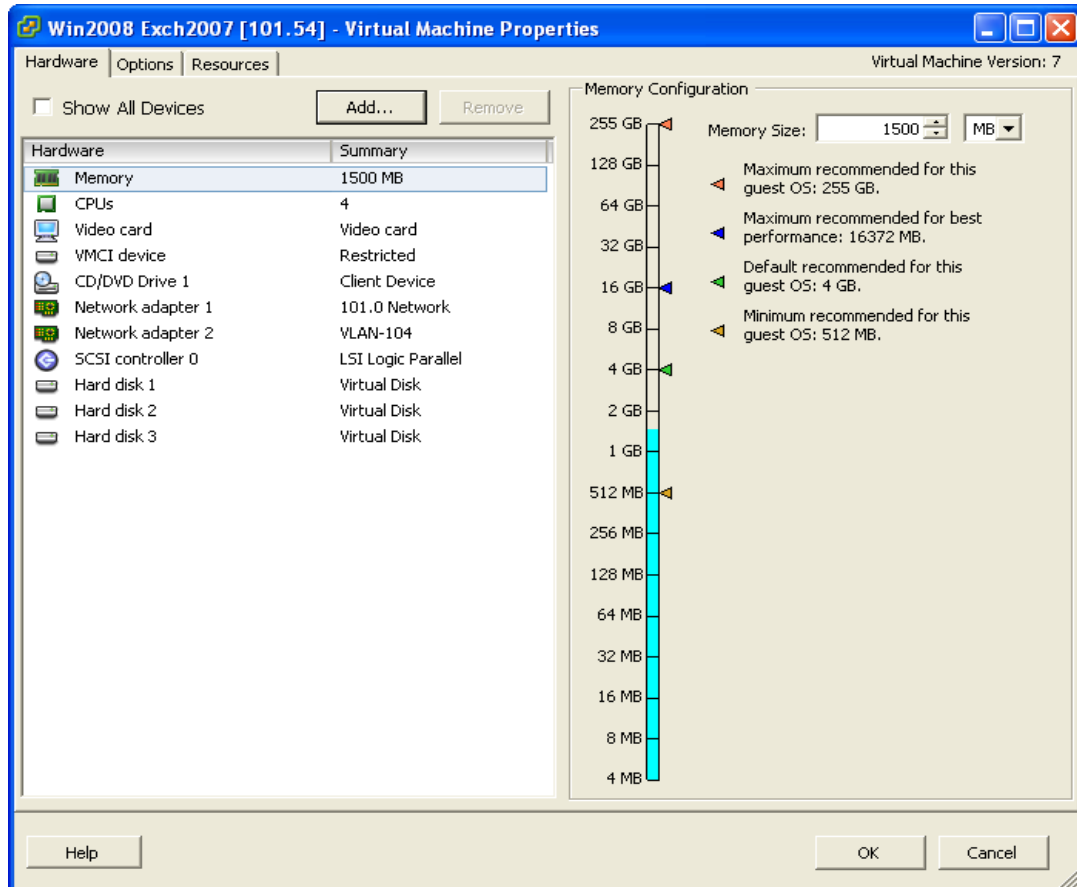 Win2008 Exch2007 [101.54] - Virtual Machine Properties
Hardware Options Resources Virtual Machine Version: 7
Show All Devices Add... Remove
Hardware Summary
Memory 1500 MB
CPUs 4
Video card Video card
VMCI device Restricted
CD/DVD Drive 1 Client Device
Network adapter 1 101.0 Network
Network adapter 2 VLAN-104
SCSI controller 0 LSI Logic Parallel
Hard disk 1 Virtual Disk
Hard disk 2 Virtual Disk
Hard disk 3 Virtual Disk
Memory Configuration
255 GB
128 GB
64 GB
32 GB
16 GB
8 GB
4 GB
2 GB
1 GB
512 MB
256 MB
128 MB
64 MB
32 MB
16 MB
8 MB
4 MB
Memory Size: 1500 MB
Maximum recommended for this
guest OS: 255 GB.
Maximum recommended for best
performance: 16372 MB.
Default recommended for this
guest OS: 4 GB.
Minimum recommended for this
guest OS: 512 MB.
Help OK Cancel